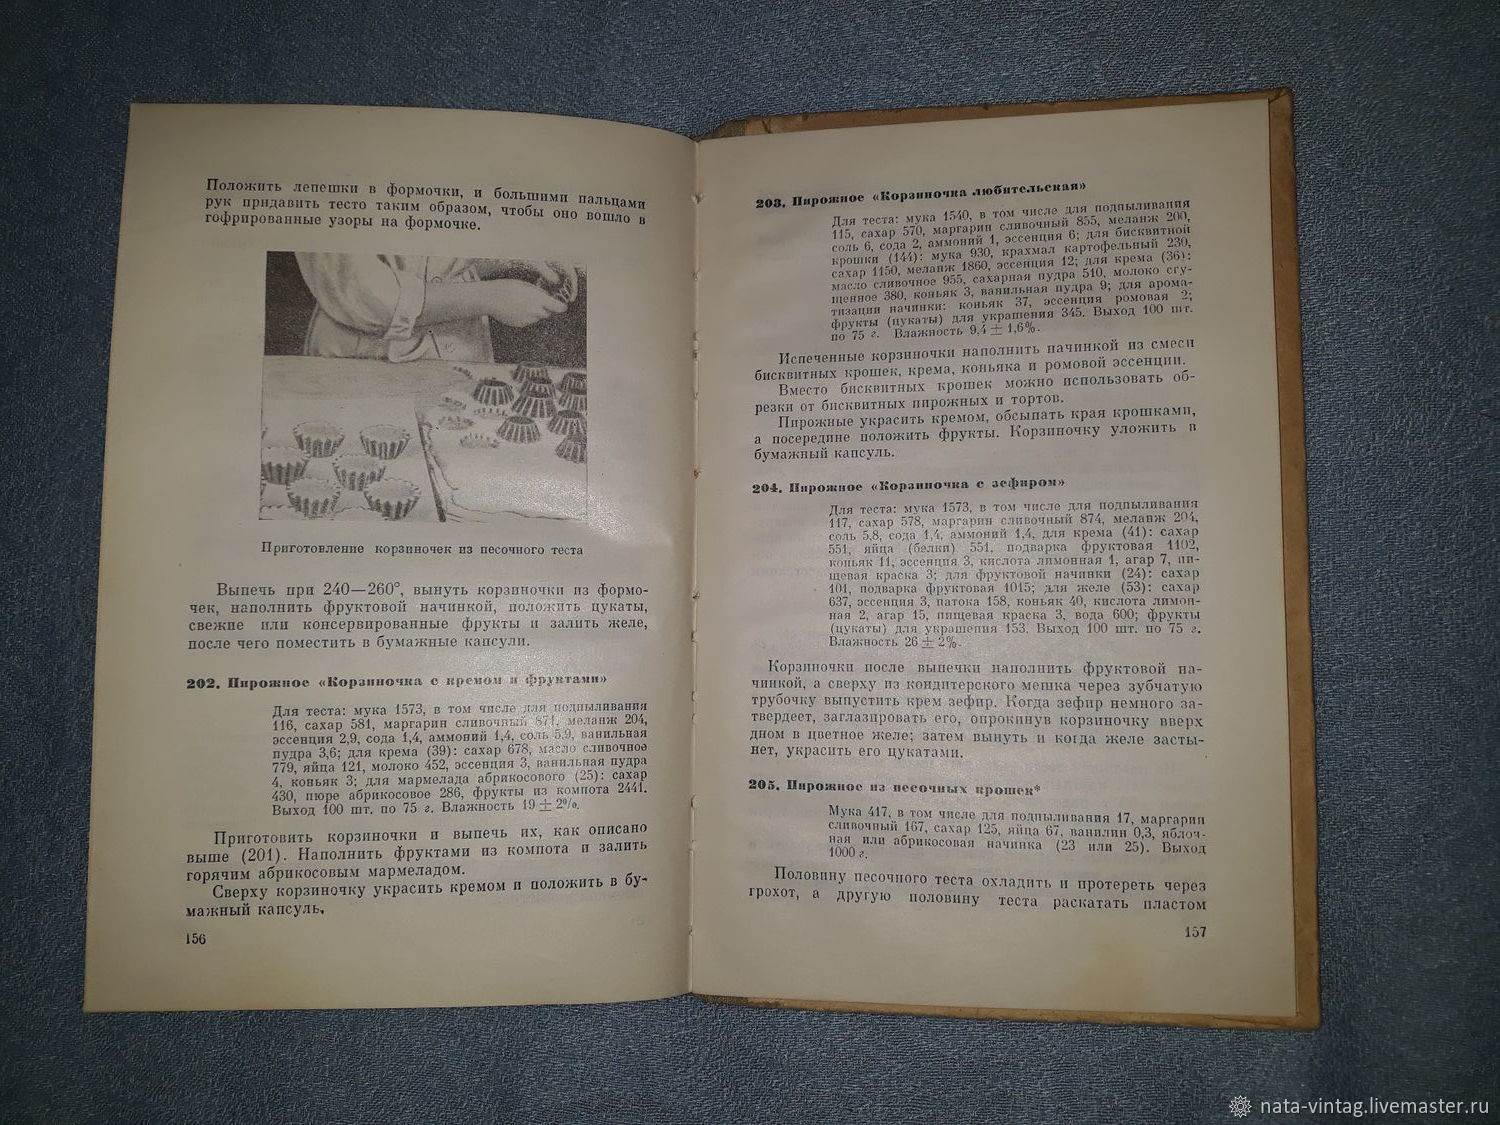 Положить лепешки в формочки, и большими пальцами
рук придавить тесто таким образом, чтобы оно вошло в
гофрированные узоры на формочке.
Приготовление корзиночек из песочного теста
Выпечь при 240—260°, вынуть корзиночки из формо-
чек, наполнить фруктовой начинкой, положить цукаты,
свежие или консервированные фрукты и залить желе,
после чего поместить в бумажные капсули.
202. Пирожное «Корзиночка с кремом и фруктами»
Для теста: мука 1573, в том числе для подпыливания
116, сахар 581, маргарин сливочный 871, меланж 204,
эссенция 2,9, сода 1,4, аммоний 1,4, соль 5,9, ванильная
пудра 3,6; для крема (39): сахар 678, масло сливочное
779, яйца 121, молоко 452, эссенция 3, ванильная пудра
4, коньяк 3; для мармелада абрикосового (25): сахар
430, пюре абрикосовое 286, фрукты из компота 2441.
Выход 100 шт. по 75 г. Влажность 19 ± 2%.
Приготовить корзиночки и выпечь их, как описано
выше (201). Наполнить фруктами из компота и залить
горячим абрикосовым мармеладом.
Сверху корзиночку украсить кремом и положить в бу-
мажный капсуль.
156
203. Пирожное «Корзиночка любительская»
Для теста: мука 1540, в том числе для подпыливания
115, сахар 570, маргарин сливочный 855, меланж 200,
соль 6, сода 2, аммоний 1, эссенция 6; для бисквитной
крошки (144): мука 930, крахмал картофельный 230,
сахар 1150, меланж 1860, эссенция 12; для крема (36):
масло сливочное 955, сахарная пудра 510, молоко сгу-
щенное 380, коньяк 3, ванильная пудра 9; для арома-
тизации начинки: коньяк 37, эссенция ромовая 2;
фрукты (цукаты) для украшения 345. Выход 100 шт.
по 75 г. Влажность 9,4 ± 1,6%.
Испеченные корзиночки наполнить начинкой из смеси
бисквитных крошек, крема, коньяка и ромовой эссенции.
Вместо бисквитных крошек можно использовать об-
резки от бисквитных пирожных и тортов.
Пирожные украсить кремом, обсыпать края крошками,
а посередине положить фрукты. Корзиночку уложить в
бумажный капсуль.
204. Пирожное «Корзиночка с зефиром»
Для теста: мука 1573, в том числе для подпыливания
117, сахар 578, маргарин сливочный 874, меланж 204,
соль 5,8, сода 1,4, аммоний 1,4, для крема (41): сахар
551, яйца (белки) 551, подварка фруктовая 1102,
коньяк 11, эссенция 3, кислота лимонная 1, агар 7, пи-
щевая краска 3; для фруктовой начинки (24): сахар
101, подварка фруктовая 1015; для желе (53): сахар
637, эссенция 3, патока 158, коньяк 40, кислота лимон-
ная 2, агар 15, пищевая краска 3, вода 600; фрукты
(цукаты) для украшения 153. Выход 100 шт. по 75 г.
Влажность 26 ± 2%.
Корзиночки после выпечки наполнить фруктовой на-
чинкой, а сверху из кондитерского мешка через зубчатую
трубочку выпустить крем зефир. Когда зефир немного за-
твердеет, заглазировать его, опрокинув корзиночку вверх
дном в цветное желе; затем вынуть и когда желе засты-
нет, украсить его цукатами.
205. Пирожное из песочных крошек*
Мука 417, в том числе для подпыливания 17, маргарин
сливочный 167, сахар 125, яйца 67, ванилин 0,3, яблоч-
ная или абрикосовая начинка (23 или 25). Выход
1000 г.
Половину песочного теста охладить и протереть через
грохот, а другую половину теста раскатать пластом
157
nata-vintag.livemaster.ru